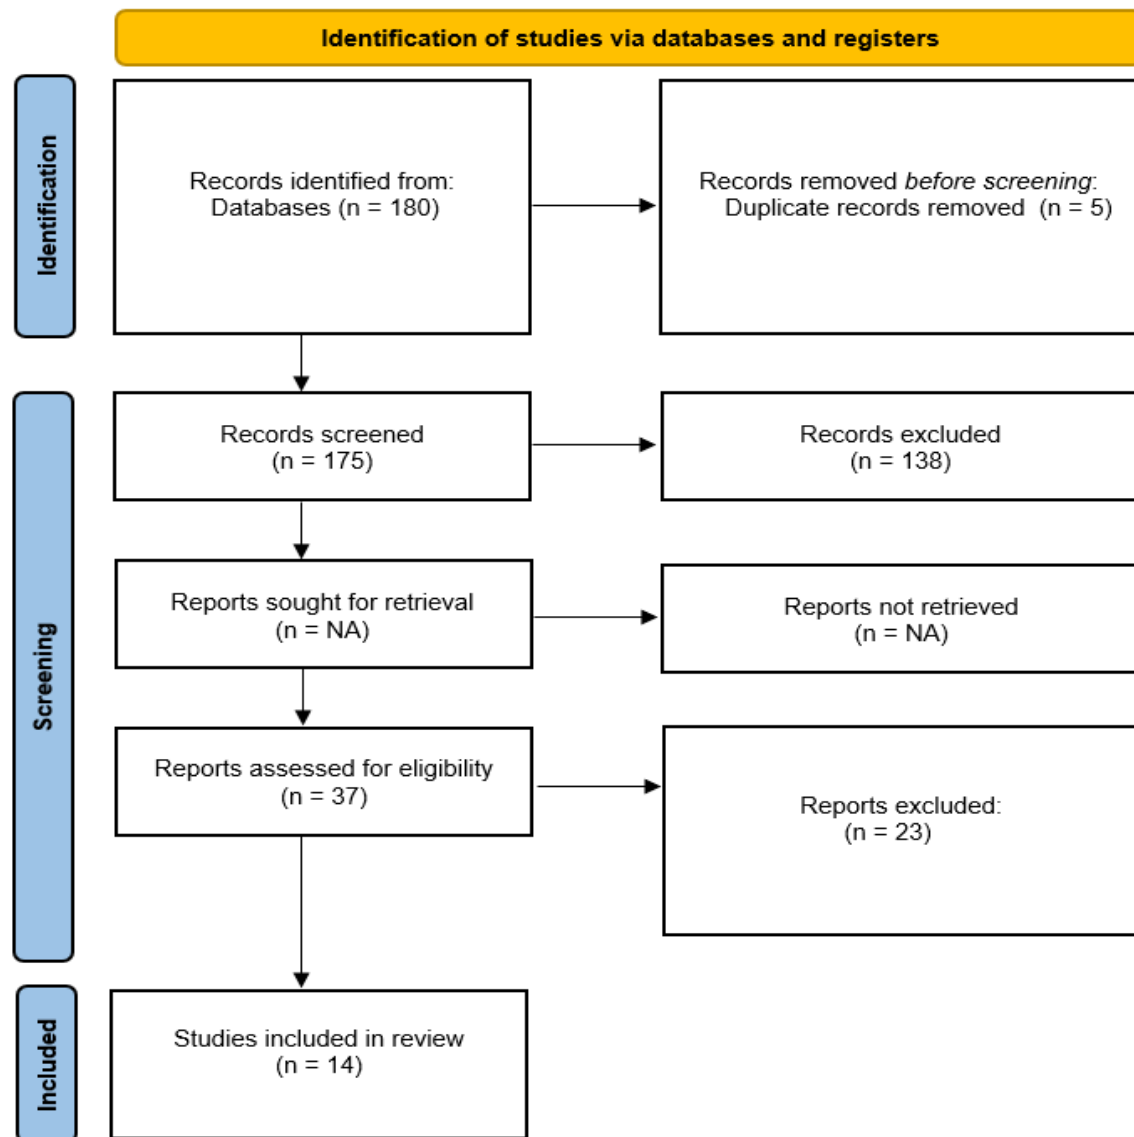 Identification of studies via databases and registers
Identification
Records identified from:
Databases (n = 180)
Records removed before screening:
Duplicate records removed (n = 5)
Screening
Records screened
(n = 175)
Records excluded
(n = 138)
Reports sought for retrieval
(n = NA)
Reports not retrieved
(n = NA)
Reports assessed for eligibility
(n = 37)
Reports excluded:
(n = 23)
Included
Studies included in review
(n = 14)